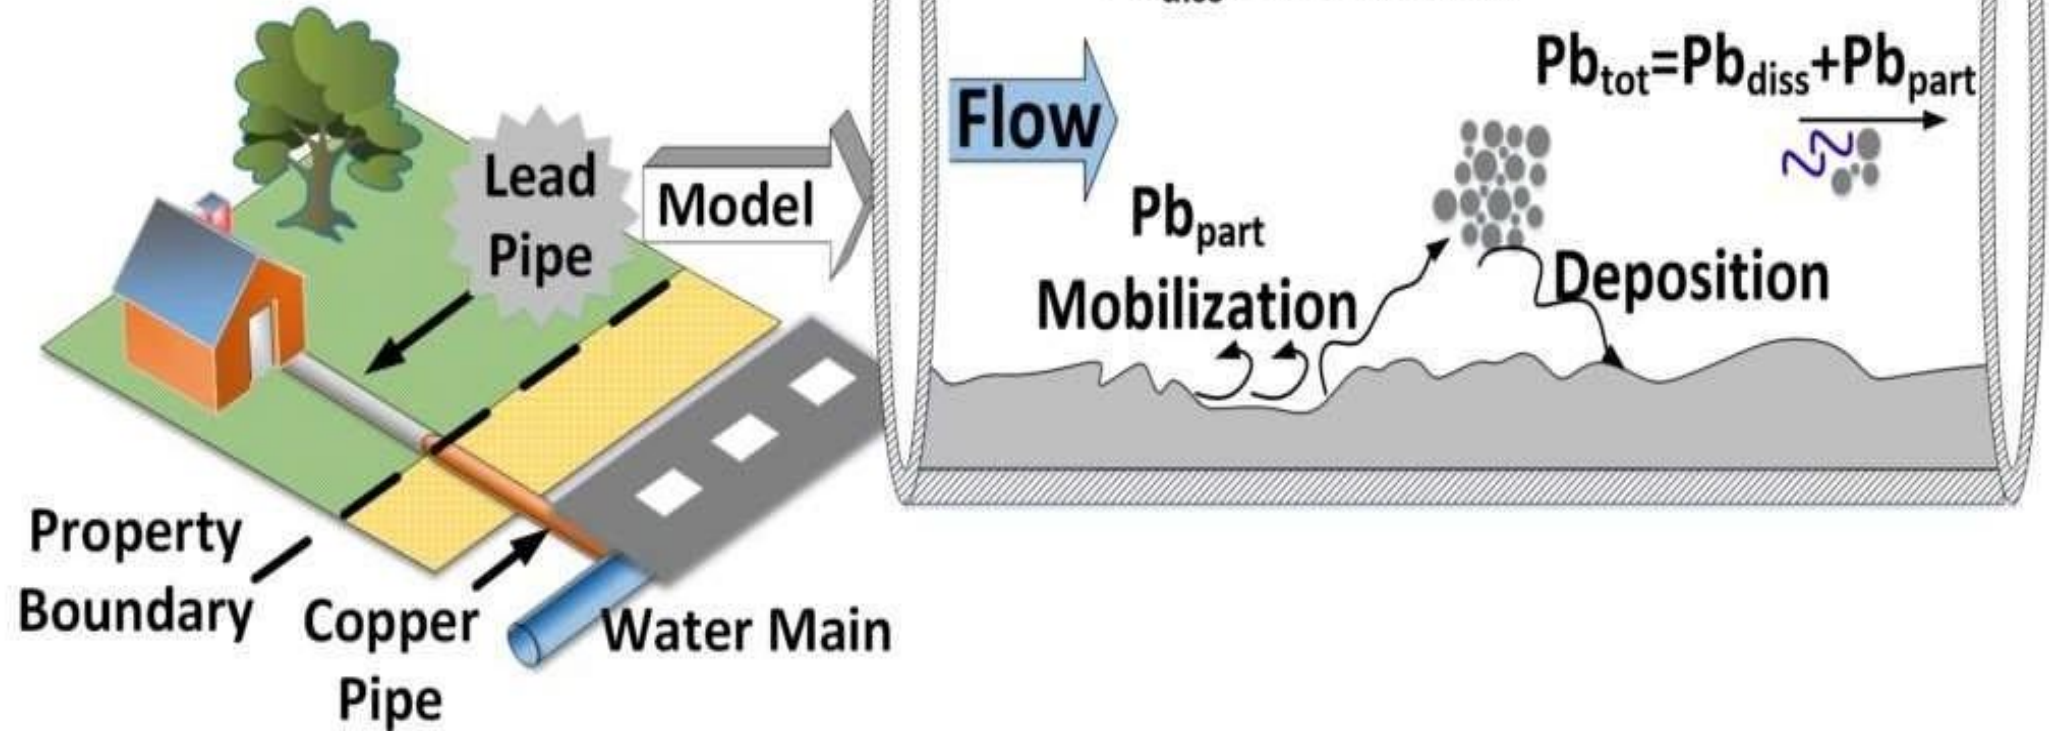 Pb_tot=Pb_diss+Pb_part
Flow
Lead
Pipe
Model
Pb_part
Mobilization
Deposition
Property
Boundary
Copper
Pipe
Water Main